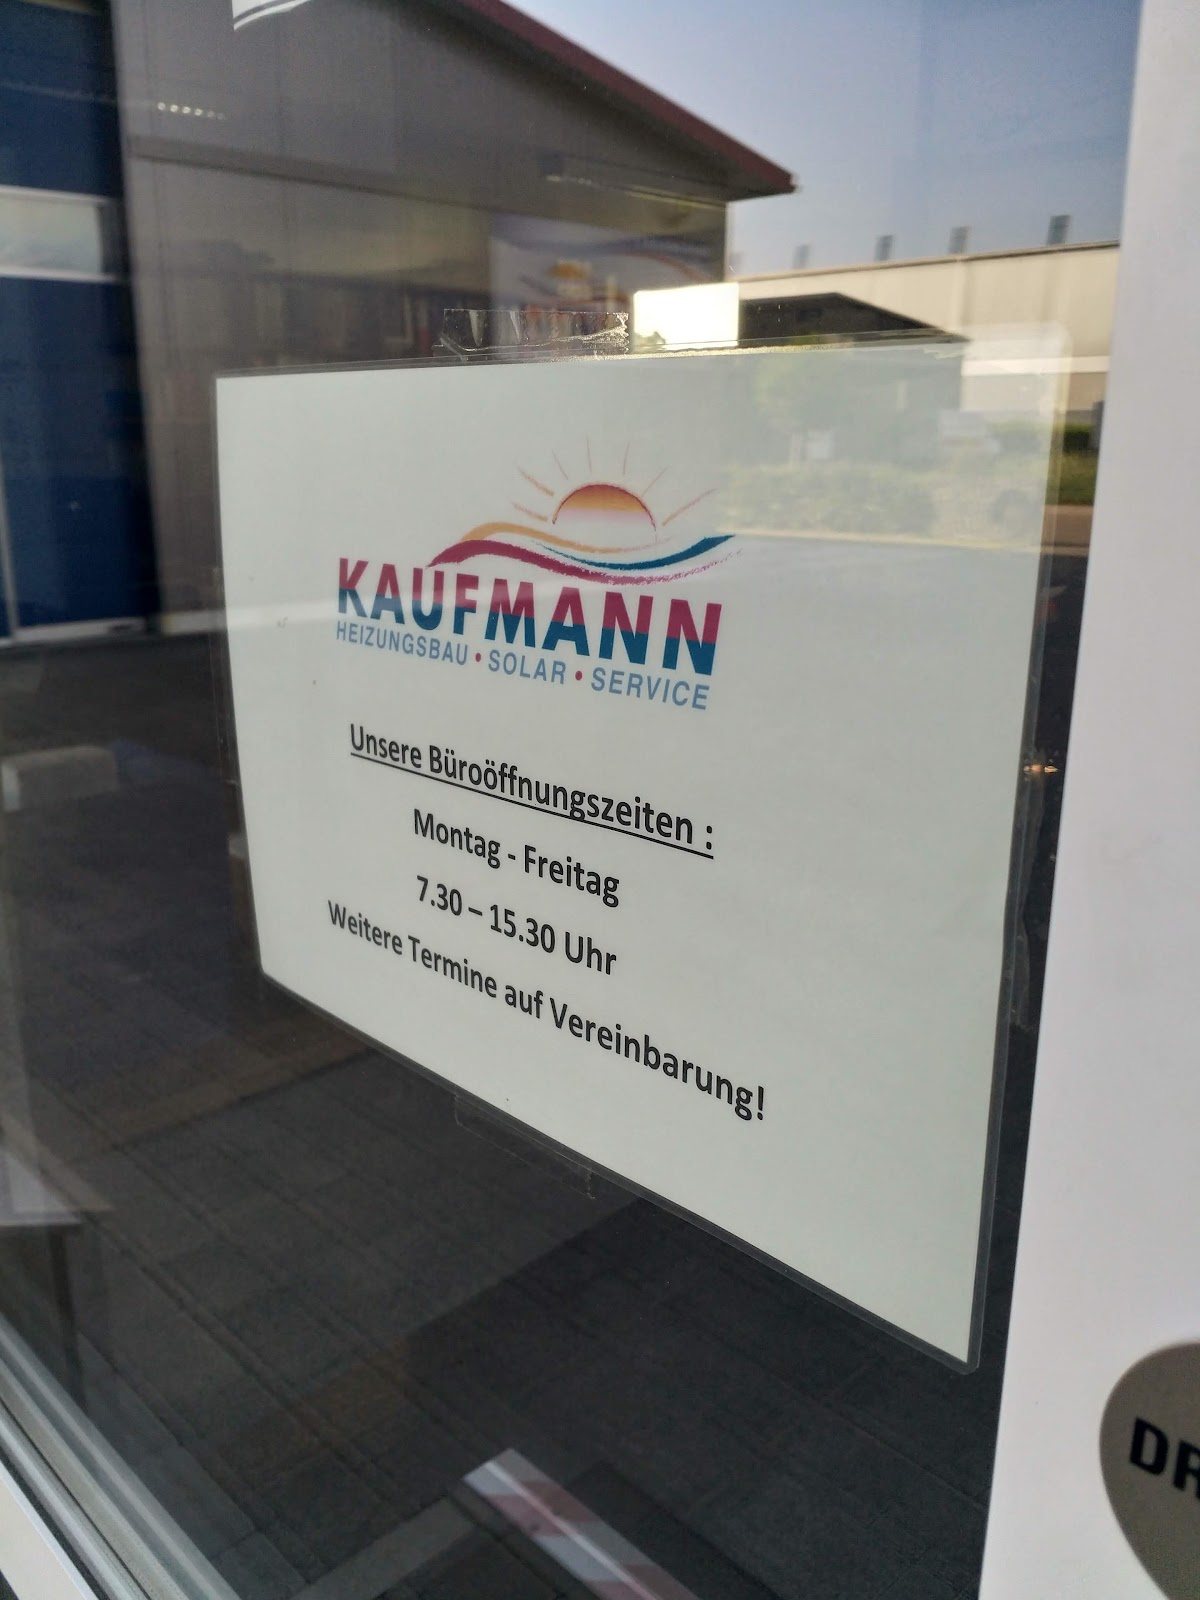 KAUFMANN
HEIZUNGSBAU • SOLAR • SERVICE
Unsere Büroöffnungszeiten :
Montag - Freitag
7.30 – 15.30 Uhr
Weitere Termine auf Vereinbarung!